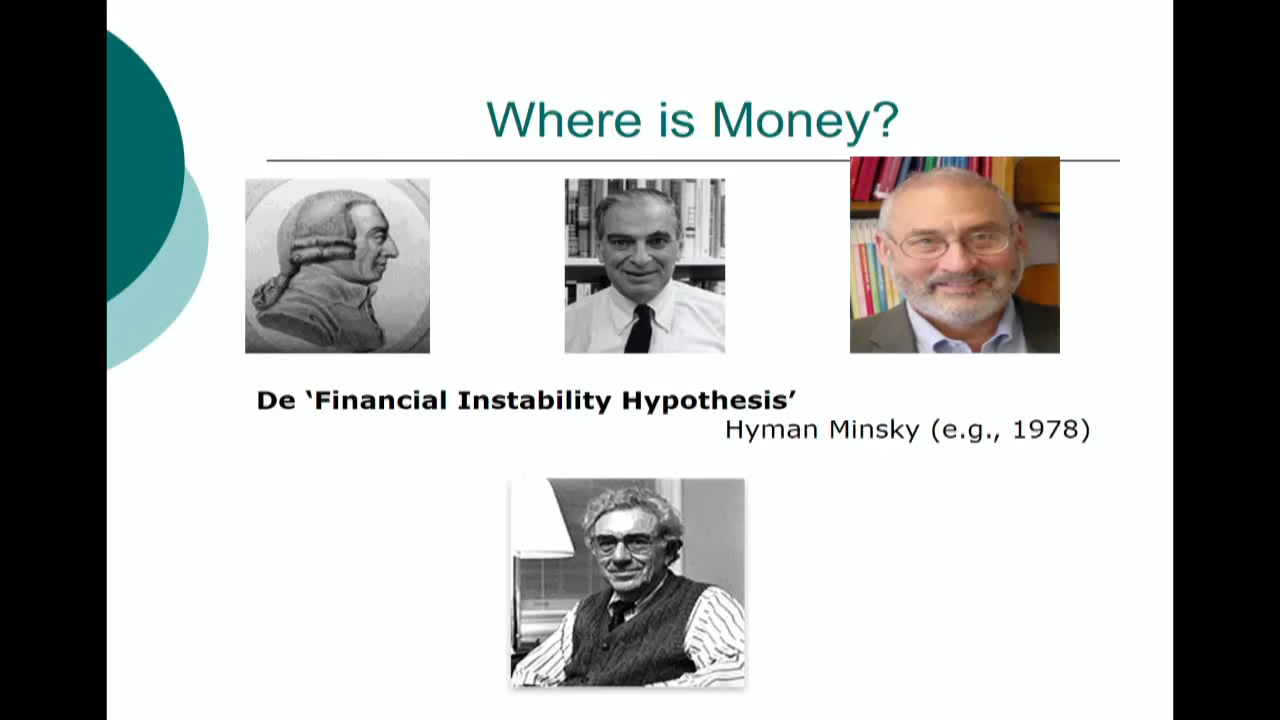 Where is Money?
De ‘Financial Instability Hypothesis’
Hyman Minsky (e.g., 1978)